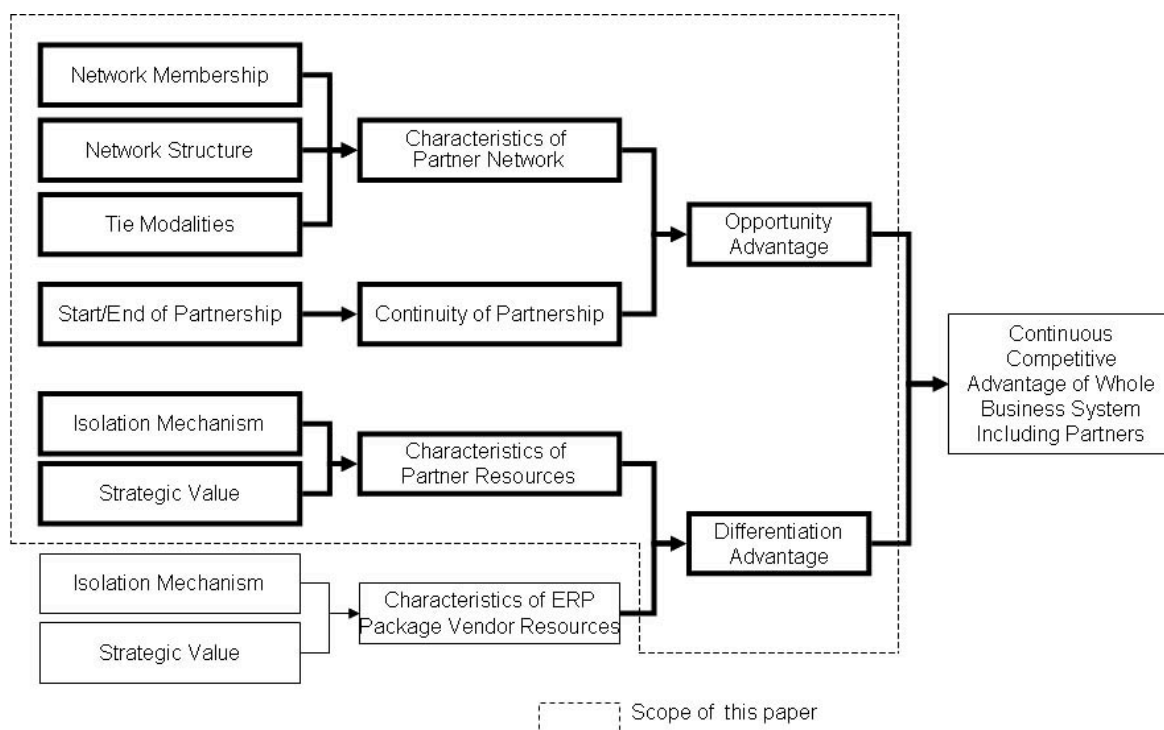 Network Membership
Network Structure
Tie Modalities
Start/End of Partnership
Isolation Mechanism
Strategic Value
Isolation Mechanism
Strategic Value
Characteristics of
Partner Network
Continuity of Partnership
Characteristics of
Partner Resources
Characteristics of ERP
Package Vendor Resources
Opportunity
Advantage
Differentiation
Advantage
Continuous
Competitive
Advantage of Whole
Business System
Including Partners
Scope of this paper